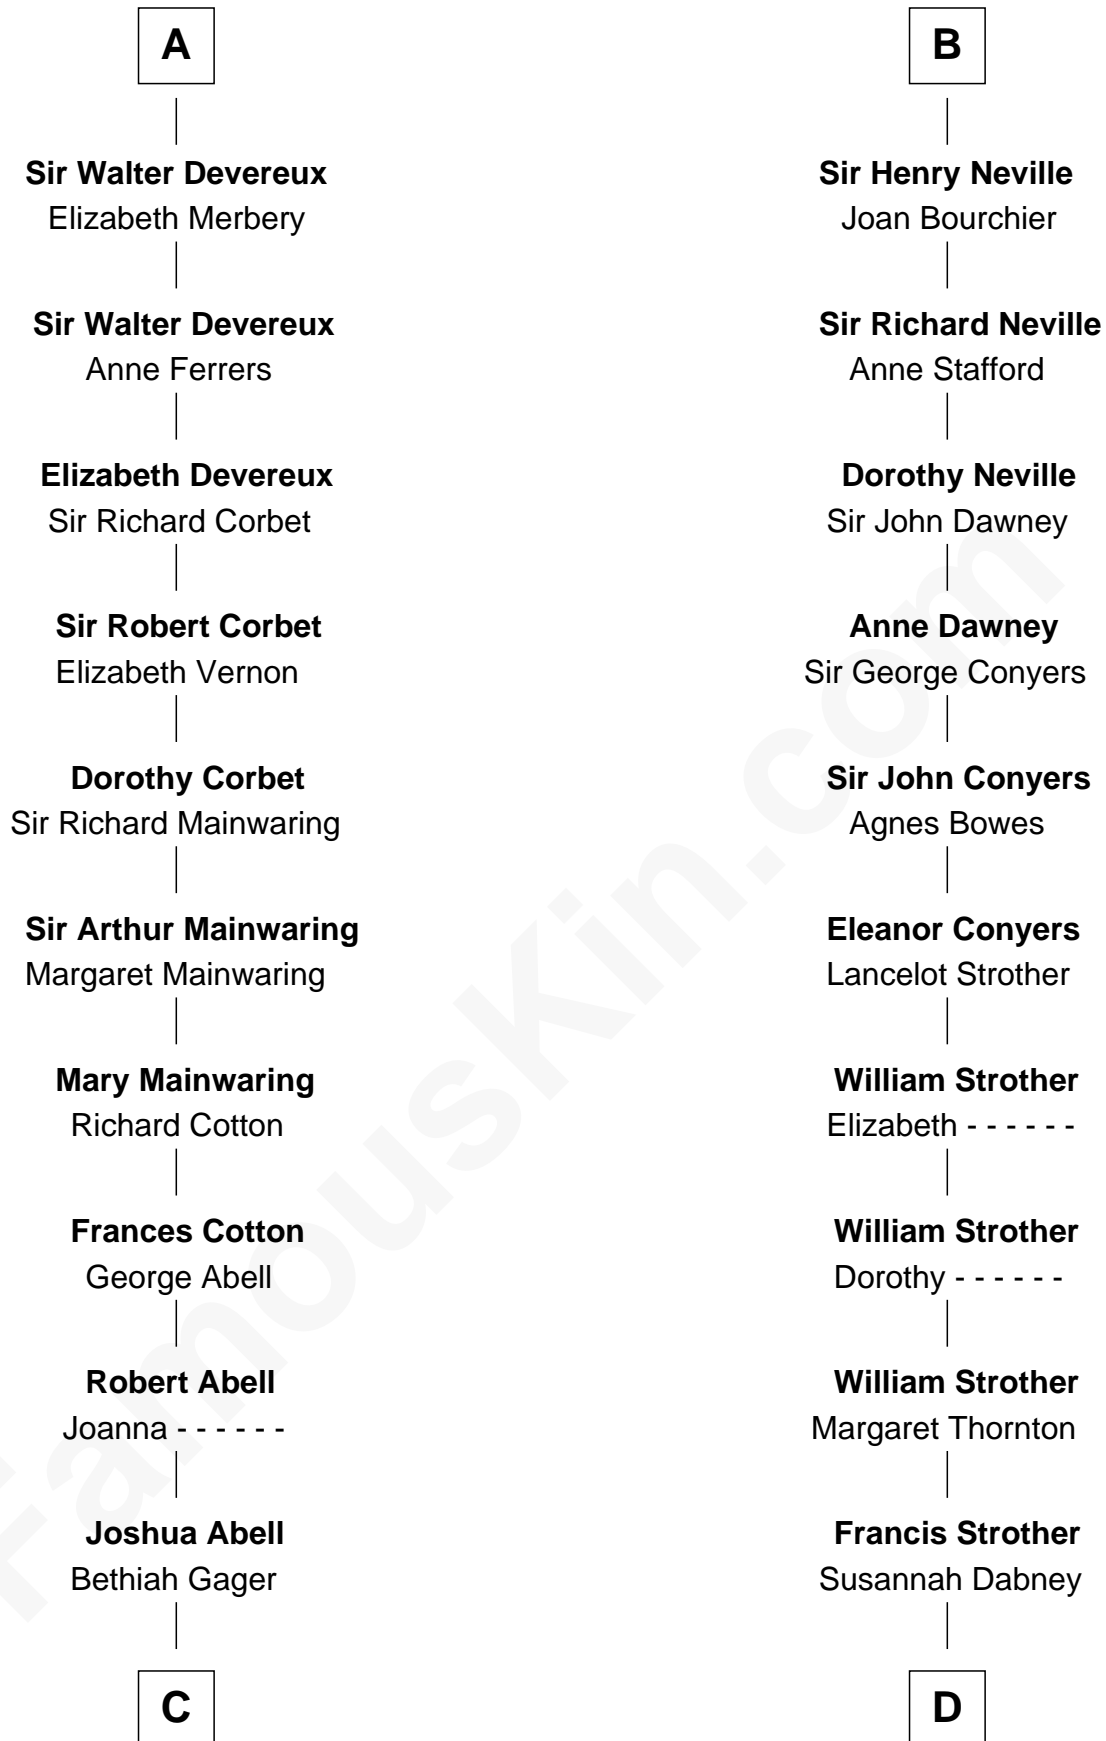 A
Sir Walter Devereux
Elizabeth Merbery
Sir Walter Devereux
Anne Ferrers
Elizabeth Devereux
Sir Richard Corbet
Sir Robert Corbet
Elizabeth Vernon
Dorothy Corbet
Sir Richard Mainwaring
Sir Arthur Mainwaring
Margaret Mainwaring
Mary Mainwaring
Richard Cotton
Frances Cotton
George Abell
Robert Abell
Joanna - - - - - -
Joshua Abell
Bethiah Gager
C
B
Sir Henry Neville
Joan Bourchier
Sir Richard Neville
Anne Stafford
Dorothy Neville
Sir John Dawney
Anne Dawney
Sir George Conyers
Sir John Conyers
Agnes Bowes
Eleanor Conyers
Lancelot Strother
William Strother
Elizabeth - - - - - -
William Strother
Dorothy - - - - - -
William Strother
Margaret Thornton
Francis Strother
Susannah Dabney
D
FamousKin.com